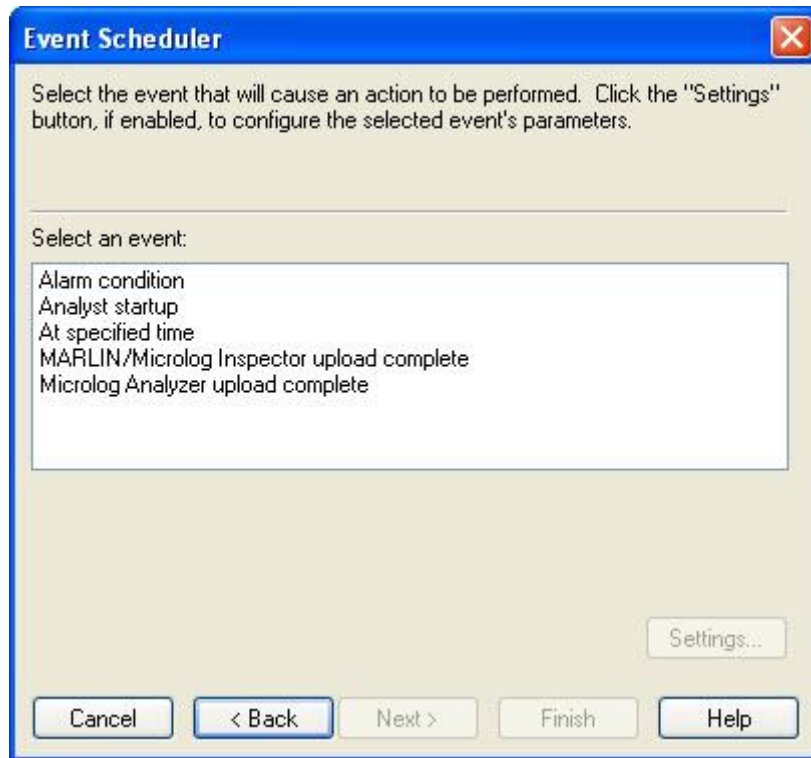 Event Scheduler
Select the event that will cause an action to be performed. Click the "Settings"
button, if enabled, to configure the selected event's parameters.
Select an event:
Alarm condition
Analyst startup
At specified time
MARLIN/Microlog Inspector upload complete
Microlog Analyzer upload complete
Settings...
Cancel
< Back
Next >
Finish
Help